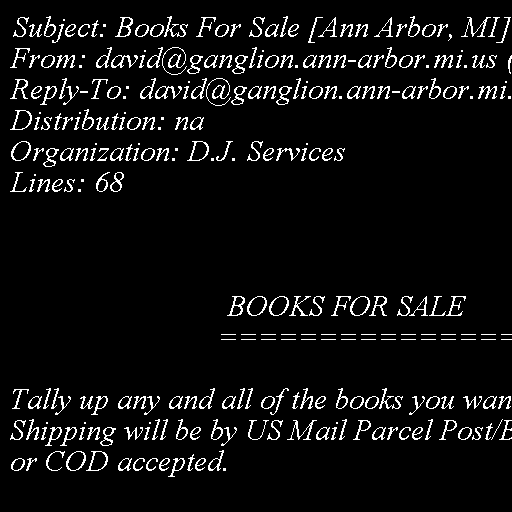 Subject: Books For Sale [Ann Arbor, MI]
From: david@ganglion.ann-arbor.mi.us (
Reply-To: david@ganglion.ann-arbor.mi.
Distribution: na
Organization: D.J. Services
Lines: 68
BOOKS FOR SALE
===============
Tally up any and all of the books you wan
Shipping will be by US Mail Parcel Post/B
or COD accepted.